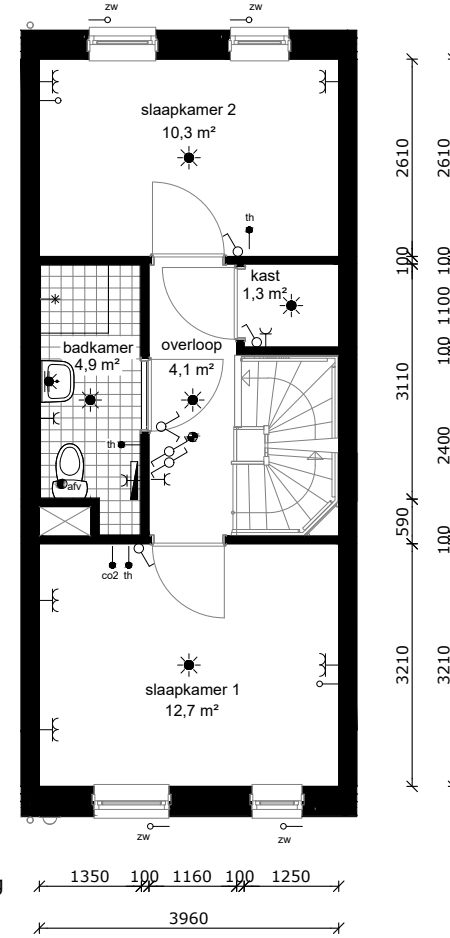 zw zw
slaapkamer 2
10,3 m²
th
kast
1,3 m²
badkamer
4,9 m²
overloop
4,1 m²
th
afv
co2 th
slaapkamer 1
12,7 m²
zw zw
2610
100
3110
590
3210
2610
100
1100
100
2400
100
3210
g
1350 100 1160 100 1250
3960